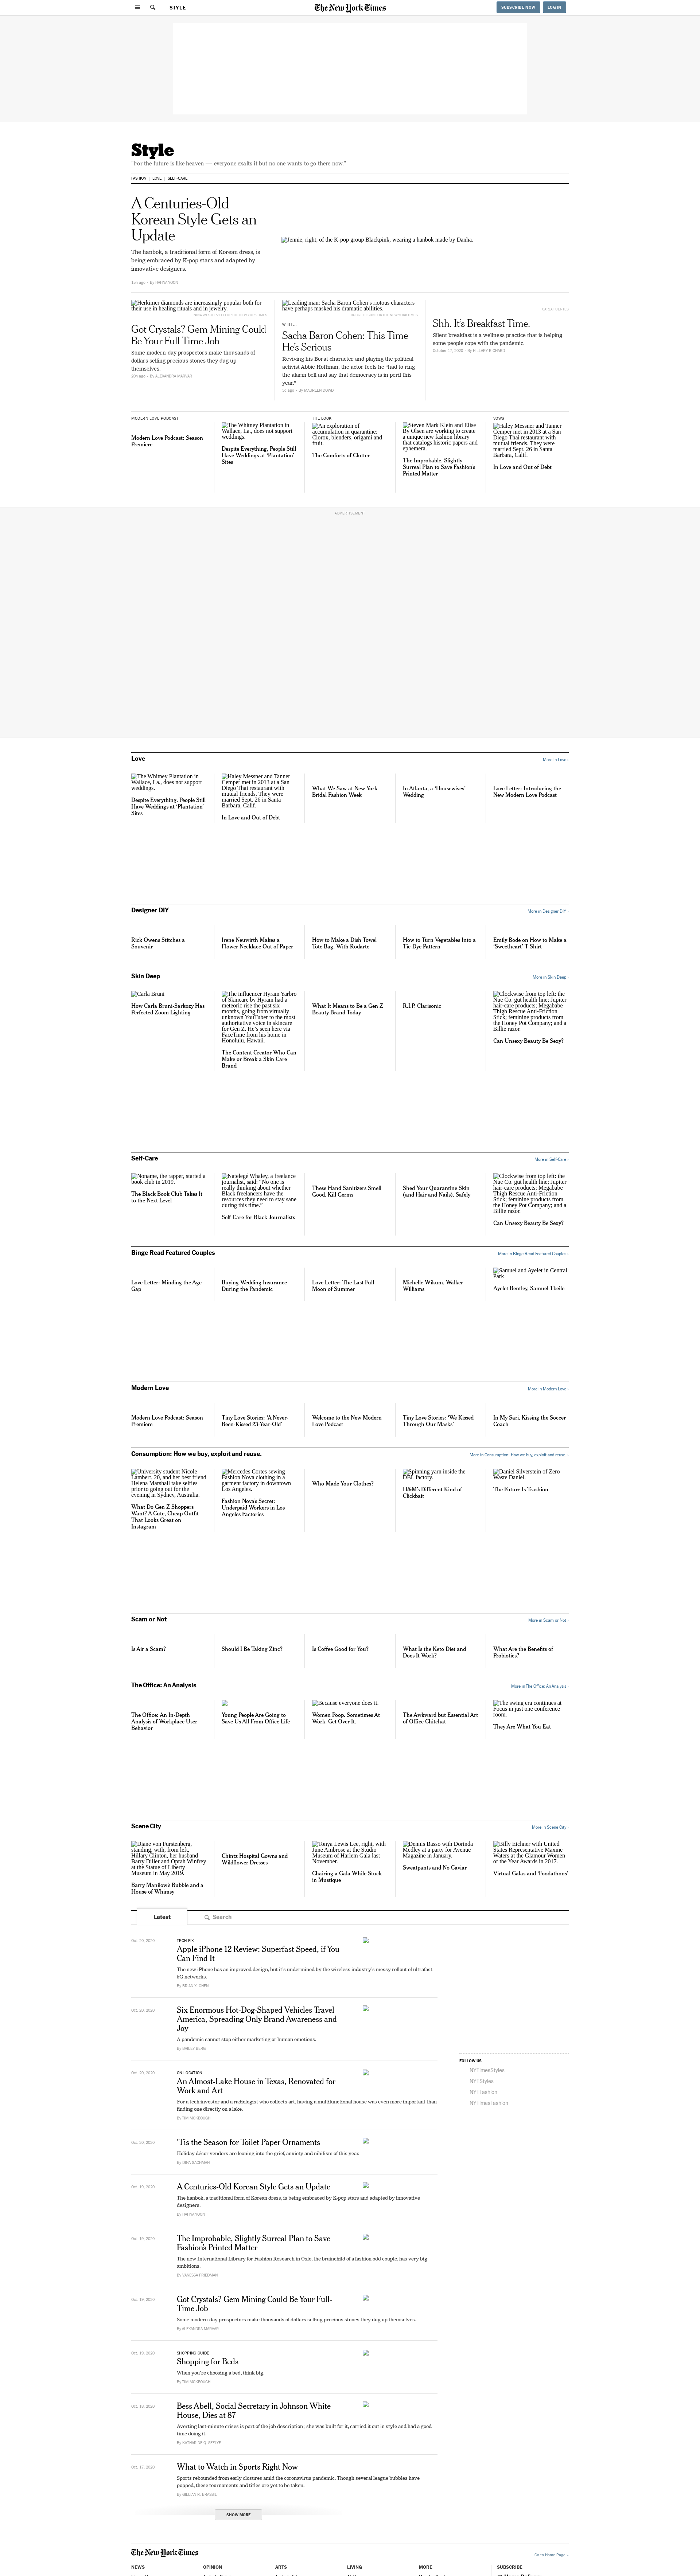 STYLE
The New York Times
SUBSCRIBE NOW
LOG IN
Style
"For the future is like heaven — everyone exalts it but no one wants to go there now."
FASHION
LOVE
SELF-CARE
A Centuries-Old
Korean Style Gets an
Update
The hanbok, a traditional form of Korean dress, is
being embraced by K-pop stars and adapted by
innovative designers.
Jennie, right, of the K-pop group Blackpink, wearing a hanbok made by Danha.
Herkimer diamonds are increasingly popular both for
their use in healing rituals and in jewelry.
Got Crystals? Gem Mining Could
Be Your Full-Time Job
Some modern-day prospectors make thousands of
dollars selling precious stones they dug up
themselves.
By ALEXANDRA MARVAR
Leading man: Sacha Baron Cohen's riotous characters
have perhaps masked his dramatic abilities.
WITH ...
Sacha Baron Cohen: This Time
He's Serious
Reviving his Borat character and playing the political
activist Abbie Hoffman, the actor feels he "had to ring
the alarm bell and say that democracy is in peril this
year."
By MAUREEN DOWD
Shh. It's Breakfast Time.
Silent breakfast is a wellness practice that is helping
some people cope with the pandemic.
October 17, 2020 · By HILLARY RICHARD
MODERN LOVE PODCAST
Modern Love Podcast: Season
Premiere
The Whitney Plantation in
Wallace, La., does not support
weddings.
Despite Everything, People Still
Have Weddings at 'Plantation'
Sites
THE LOOK
An exploration of
accumulation in quarantine:
Clorox, blenders, origami and
fruit.
The Comforts of Clutter
Steven Mark Klein and Elise
By Olsen are working to create
a unique new fashion library
that catalogs historic papers and
ephemera.
The Improbable, Slightly
Surreal Plan to Save Fashion's
Printed Matter
VOWS
Haley Messner and Tanner
Cemper met in 2013 at a San
Diego Thai restaurant with
mutual friends. They were
married Sept. 26 in Santa
Barbara, Calif.
In Love and Out of Debt
ADVERTISEMENT
Love
More in Love ›
The Whitney Plantation in
Wallace, La., does not support
weddings.
Despite Everything, People Still
Have Weddings at 'Plantation'
Sites
Haley Messner and Tanner
Cemper met in 2013 at a San
Diego Thai restaurant with
mutual friends. They were
married Sept. 26 in Santa
Barbara, Calif.
In Love and Out of Debt
What We Saw at New York
Bridal Fashion Week
In Atlanta, a 'Housewives'
Wedding
Love Letter: Introducing the
New Modern Love Podcast
Designer DIY
More in Designer DIY ›
Rick Owens Stitches a
Souvenir
Irene Neuwirth Makes a
Flower Necklace Out of Paper
How to Make a Dish Towel
Tote Bag, With Rodarte
How to Turn Vegetables Into a
Tie-Dye Pattern
Emily Bode on How to Make a
'Sweetheart' T-Shirt
Skin Deep
More in Skin Deep ›
Carla Bruni
How Carla Bruni-Sarkozy Has
Perfected Zoom Lighting
The influencer Hyram Yarbro
of Skincare by Hyram had a
meteoric rise the past six
months, going from virtually
unknown YouTuber to the most
authoritative voice in skincare
for Gen Z. He's seen here via
FaceTime from his home in
Honolulu, Hawaii.
The Content Creator Who Can
Make or Break a Skin Care
Brand
What It Means to Be a Gen Z
Beauty Brand Today
R.I.P. Clarisonic
Clockwise from top left: the
Nue Co. gut health line; Jupiter
hair-care products; Megababe
Thigh Rescue Anti-Friction
Stick; feminine products from
the Honey Pot Company; and a
Billie razor.
Can Unsexy Beauty Be Sexy?
Self-Care
More in Self-Care ›
Noname, the rapper, started a
book club in 2019.
The Black Book Club Takes It
to the Next Level
Natelegé Whaley, a freelance
journalist, said: "No one is
really thinking about whether
Black freelancers have the
resources they need to stay sane
during this time."
Self-Care for Black Journalists
These Hand Sanitizers Smell
Good, Kill Germs
Shed Your Quarantine Skin
(and Hair and Nails), Safely
Clockwise from top left: the
Nue Co. gut health line; Jupiter
hair-care products; Megababe
Thigh Rescue Anti-Friction
Stick; feminine products from
the Honey Pot Company; and a
Billie razor.
Can Unsexy Beauty Be Sexy?
Binge Read Featured Couples
More in Binge Read Featured Couples ›
Love Letter: Minding the Age
Gap
Buying Wedding Insurance
During the Pandemic
Love Letter: The Last Full
Moon of Summer
Michelle Wikum, Walker
Williams
Samuel and Ayelet in Central
Park
Ayelet Bentley, Samuel Theile
Modern Love
More in Modern Love ›
Modern Love Podcast: Season
Premiere
Tiny Love Stories: 'A Never-
Been-Kissed 23-Year-Old'
Welcome to the New Modern
Love Podcast
Tiny Love Stories: 'We Kissed
Through Our Masks'
In My Sari, Kissing the Soccer
Coach
Consumption: How we buy, exploit and reuse.
More in Consumption: How we buy, exploit and reuse. ›
University student Nicole
Lambert, 20, and her best friend
Helena Marshall take selfies
prior to going out for the
evening in Sydney, Australia.
What Do Gen Z Shoppers
Want? A Cute, Cheap Outfit
That Looks Great on
Instagram
Mercedes Cortes sewing
Fashion Nova clothing in a
garment factory in downtown
Los Angeles.
Fashion Nova's Secret:
Underpaid Workers in Los
Angeles Factories
Who Made Your Clothes?
Spinning yarn inside the
DBL factory.
H&M's Different Kind of
Clickbait
Daniel Silverstein of Zero
Waste Daniel.
The Future Is Trashion
Scam or Not
More in Scam or Not ›
Is Air a Scam?
Should I Be Taking Zinc?
Is Coffee Good for You?
What Is the Keto Diet and
Does It Work?
What Are the Benefits of
Probiotics?
The Office: An Analysis
More in The Office: An Analysis ›
The Office: An In-Depth
Analysis of Workplace User
Behavior
Young People Are Going to
Save Us All From Office Life
Because everyone does it.
Women Poop. Sometimes At
Work. Get Over It.
The Awkward but Essential Art
of Office Chitchat
The swing era continues at
Focus in just one conference
room.
They Are What You Eat
Scene City
More in Scene City ›
Diane von Furstenberg,
standing, with, from left,
Hillary Clinton, her husband
Barry Diller and Oprah Winfrey
at the Statue of Liberty
Museum in May 2019.
Barry Manilow's Bubble and a
House of Whimsy
Chintz Hospital Gowns and
Wildflower Dresses
Tonya Lewis Lee, right, with
June Ambrose at the Studio
Museum of Harlem Gala last
November.
Chairing a Gala While Stuck
in Mustique
Dennis Basso with Dorinda
Medley at a party for Avenue
Magazine in January.
Sweatpants and No Caviar
Billy Eichner with United
States Representative Maxine
Waters at the Glamour Women
of the Year Awards in 2017.
Virtual Galas and 'Foodathons'
Latest
Search
Oct. 20, 2020
TECH FIX
Apple iPhone 12 Review: Superfast Speed, if You
Can Find It
The new iPhone has an improved design, but it's undermined by the wireless industry's messy rollout of ultrafast
5G networks.
By BRIAN X. CHEN
Oct. 20, 2020
Six Enormous Hot-Dog-Shaped Vehicles Travel
America, Spreading Only Brand Awareness and
Joy
A pandemic cannot stop either marketing or human emotions.
Oct. 20, 2020
ON LOCATION
An Almost-Lake House in Texas, Renovated for
Work and Art
For a tech investor and a radiologist who collects art, having a multifunctional house was even more important than
finding one directly on a lake.
By TIM MCKEOUGH
Oct. 20, 2020
'Tis the Season for Toilet Paper Ornaments
Holiday décor vendors are leaning into the grief, anxiety and nihilism of this year.
Oct. 19, 2020
A Centuries-Old Korean Style Gets an Update
The hanbok, a traditional form of Korean dress, is being embraced by K-pop stars and adapted by innovative
designers.
Oct. 19, 2020
The Improbable, Slightly Surreal Plan to Save
Fashion's Printed Matter
The new International Library for Fashion Research in Oslo, the brainchild of a fashion odd couple, has very big
ambitions.
By VANESSA FRIEDMAN
Oct. 19, 2020
Got Crystals? Gem Mining Could Be Your Full-
Time Job
Some modern-day prospectors make thousands of dollars selling precious stones they dug up themselves.
By ALEXANDRA MARVAR
Oct. 19, 2020
SHOPPING GUIDE
Shopping for Beds
When you're choosing a bed, think big.
By TIM MCKEOUGH
Oct. 18, 2020
Bess Abell, Social Secretary in Johnson White
House, Dies at 87
Averting last-minute crises is part of the job description; she was built for it, carried it out in style and had a good
time doing it.
By KATHARINE Q. SEELYE
Oct. 17, 2020
What to Watch in Sports Right Now
Sports rebounded from early closures amid the coronavirus pandemic. Though several league bubbles have
popped, these tournaments and titles are yet to be taken.
By GILLIAN R. BRASSIL
SHOW MORE
FOLLOW US
NYTimesStyles
NYTStyles
NYTFashion
NYTimesFashion
The New York Times
Go to Home Page »
NEWS
OPINION
ARTS
LIVING
MORE
SUBSCRIBE